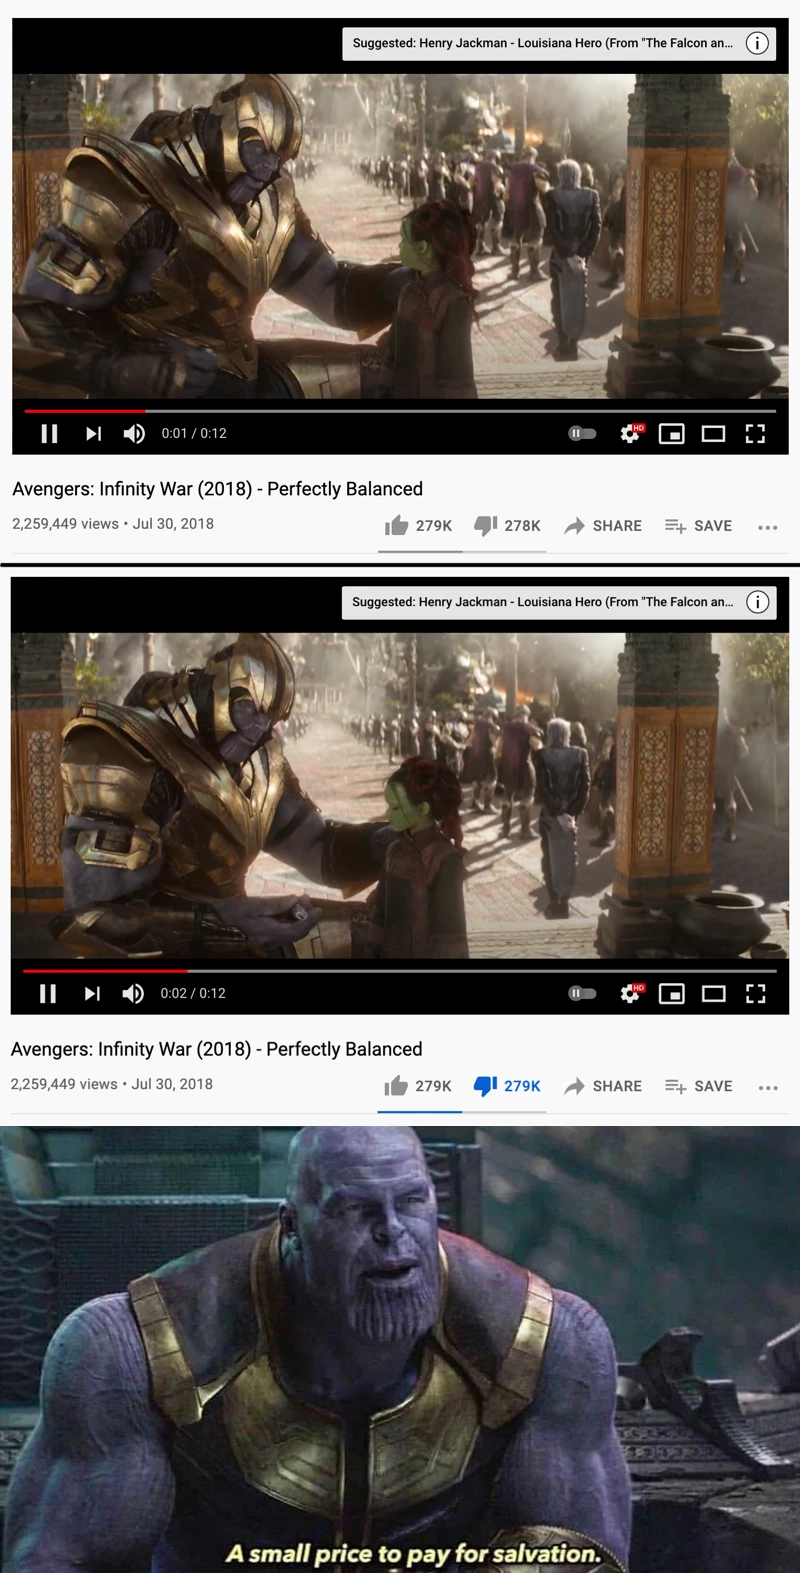 Suggested: Henry Jackman - Louisiana Hero (From "The Falcon an...
0:01 / 0:12
HD
Avengers: Infinity War (2018) - Perfectly Balanced
2,259,449 views • Jul 30, 2018
279K
278K
SHARE
SAVE
Suggested: Henry Jackman - Louisiana Hero (From "The Falcon an...
0:02 / 0:12
HD
Avengers: Infinity War (2018) - Perfectly Balanced
2,259,449 views • Jul 30, 2018
279K
279K
SHARE
SAVE
A small price to pay for salvation.